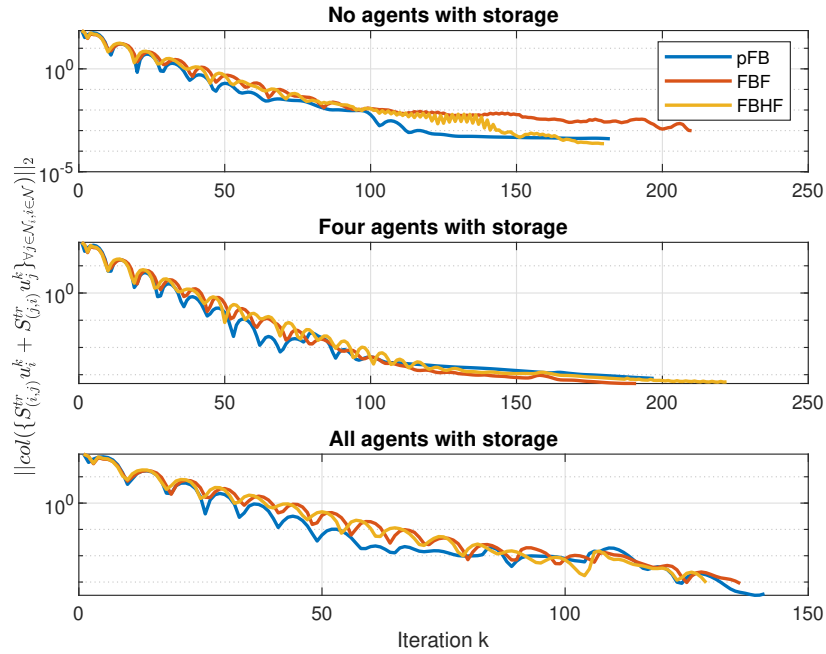 No agents with storage
10^0
10^-5
pFB
FBF
FBHF
0 50 100 150 200 250
Four agents with storage
10^0
0 50 100 150 200 250
All agents with storage
10^0
0 50 100 150
Iteration k
||col({S^{tr}_{(i,j)} u^k_i + S^{tr}_{(j,i)} u^k_j}_{∀j∈𝒩_i, i∈𝒩})||_2